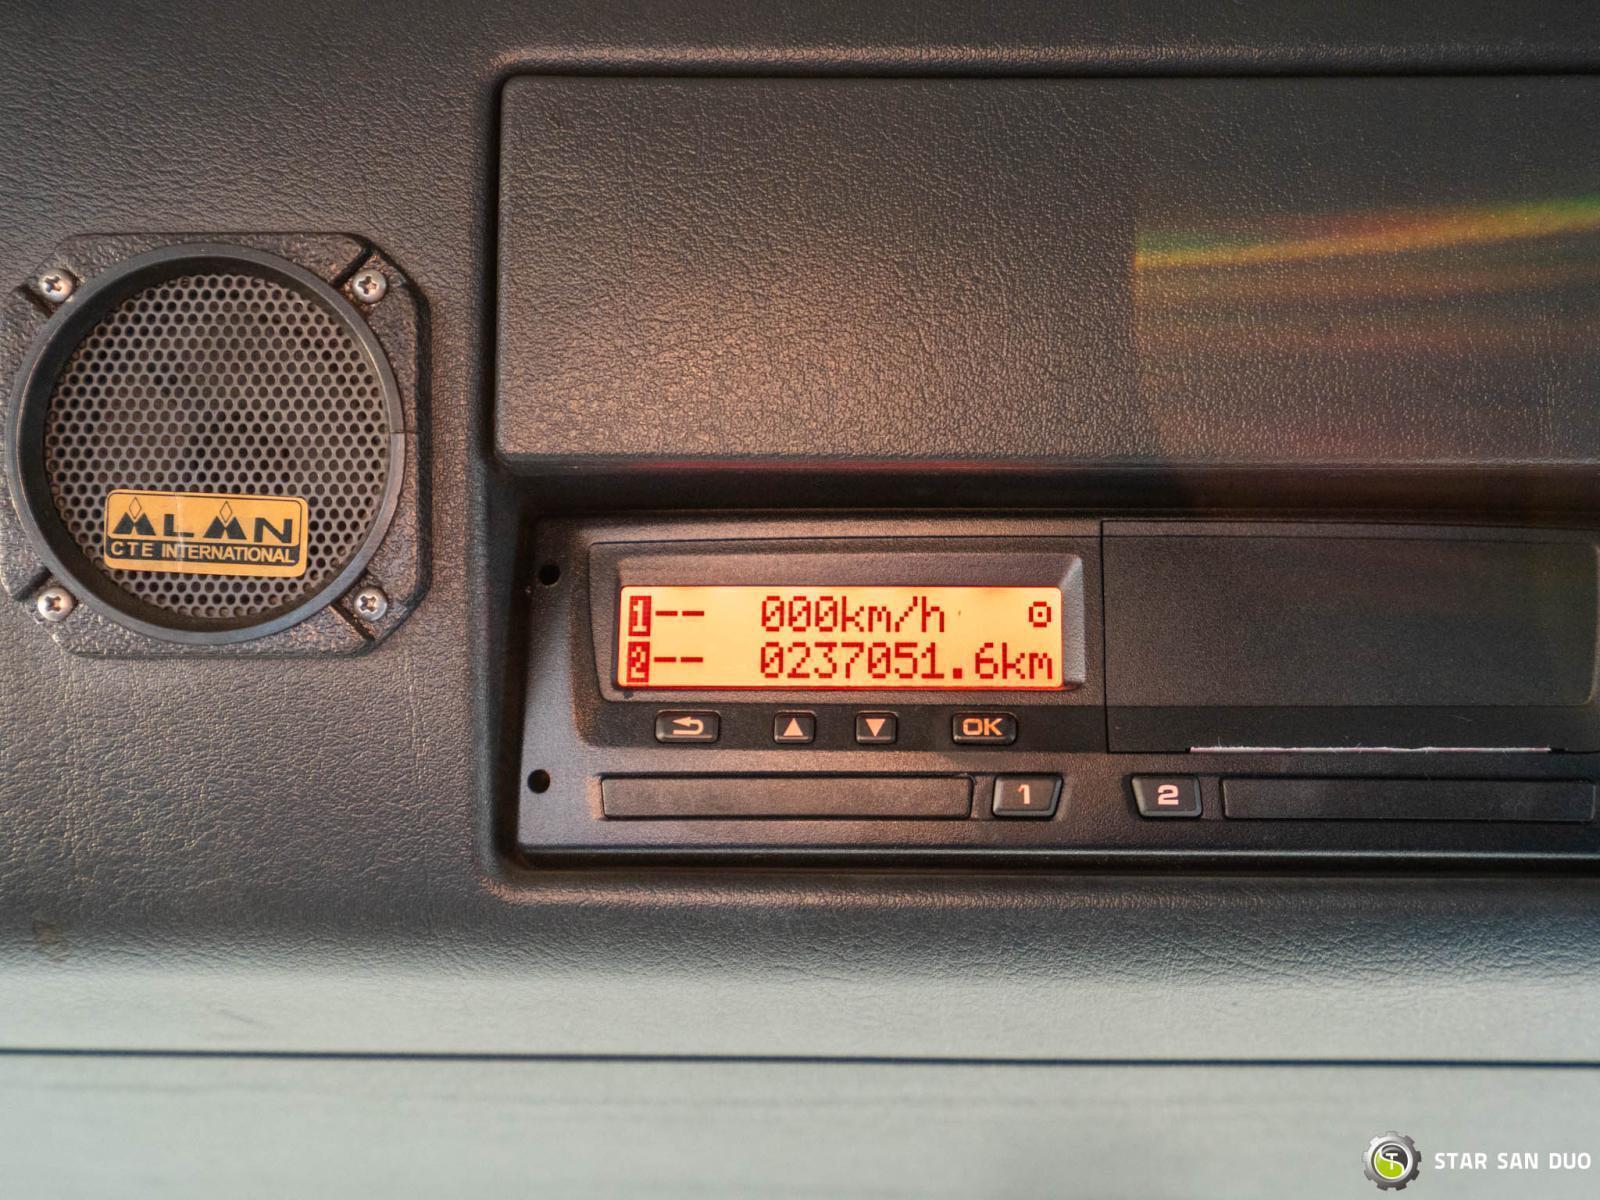 ALAN
CTE INTERNATIONAL
1-- 000km/h
2-- 0237051.6km
OK
1 2
STAR SAN DUO